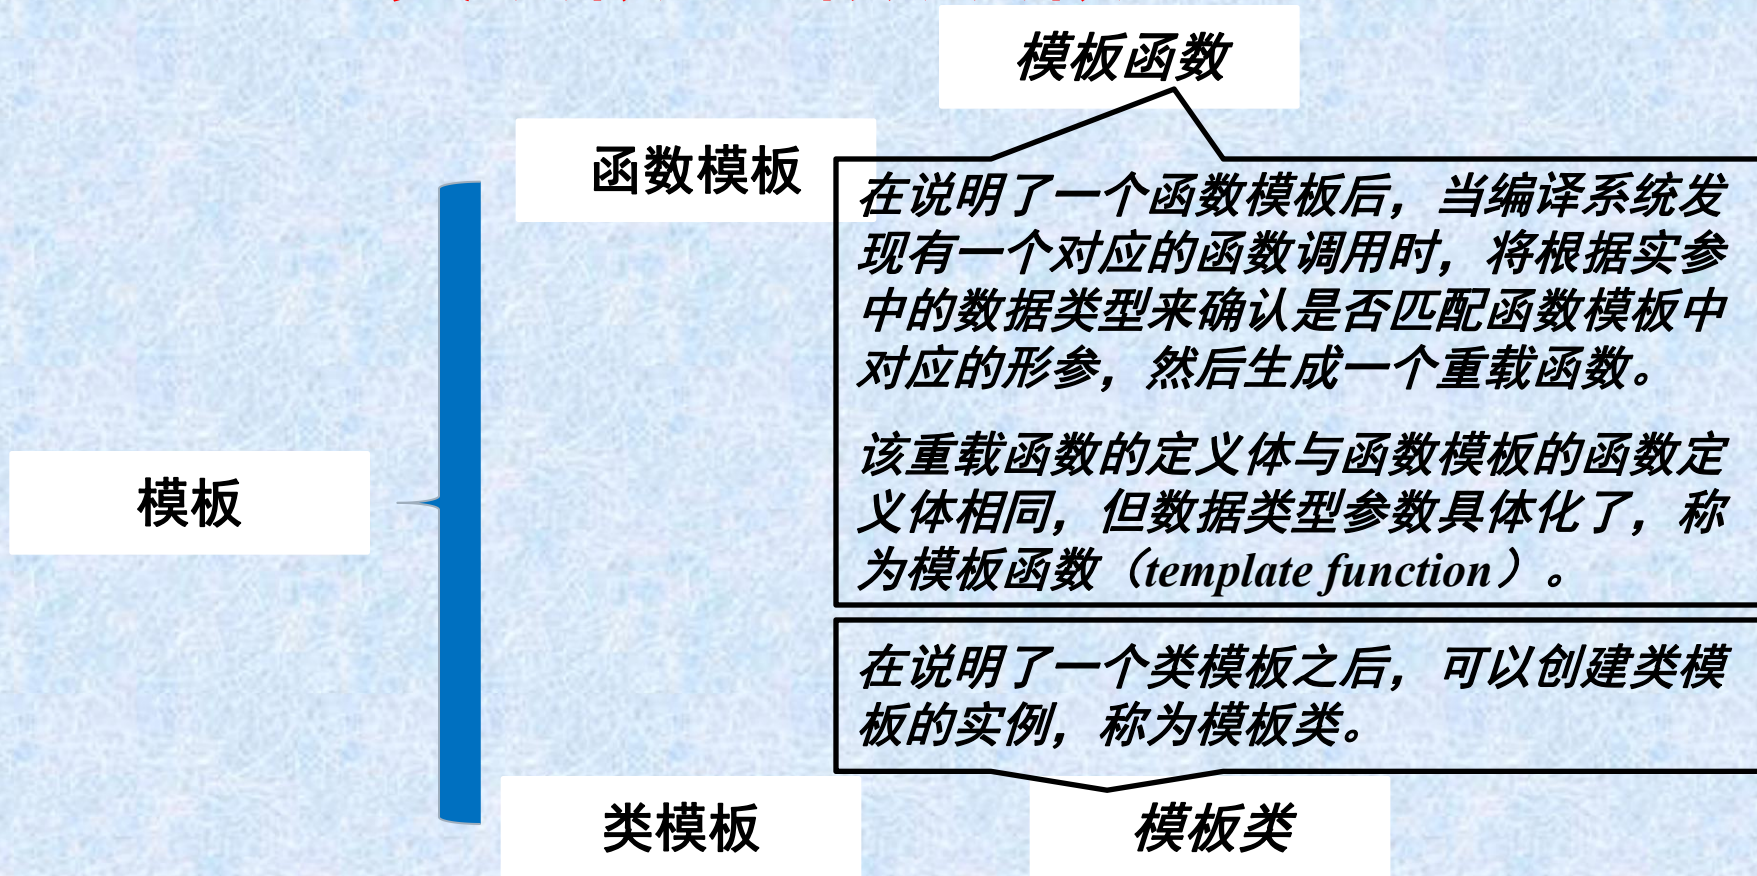 模板函数
函数模板
在说明了一个函数模板后，当编译系统发
现有一个对应的函数调用时，将根据实参
中的数据类型来确认是否匹配函数模板中
对应的形参，然后生成一个重载函数。
该重载函数的定义体与函数模板的函数定
义体相同，但数据类型参数具体化了，称
为模板函数（template function）。
模板
在说明了一个类模板之后，可以创建类模
板的实例，称为模板类。
类模板
模板类